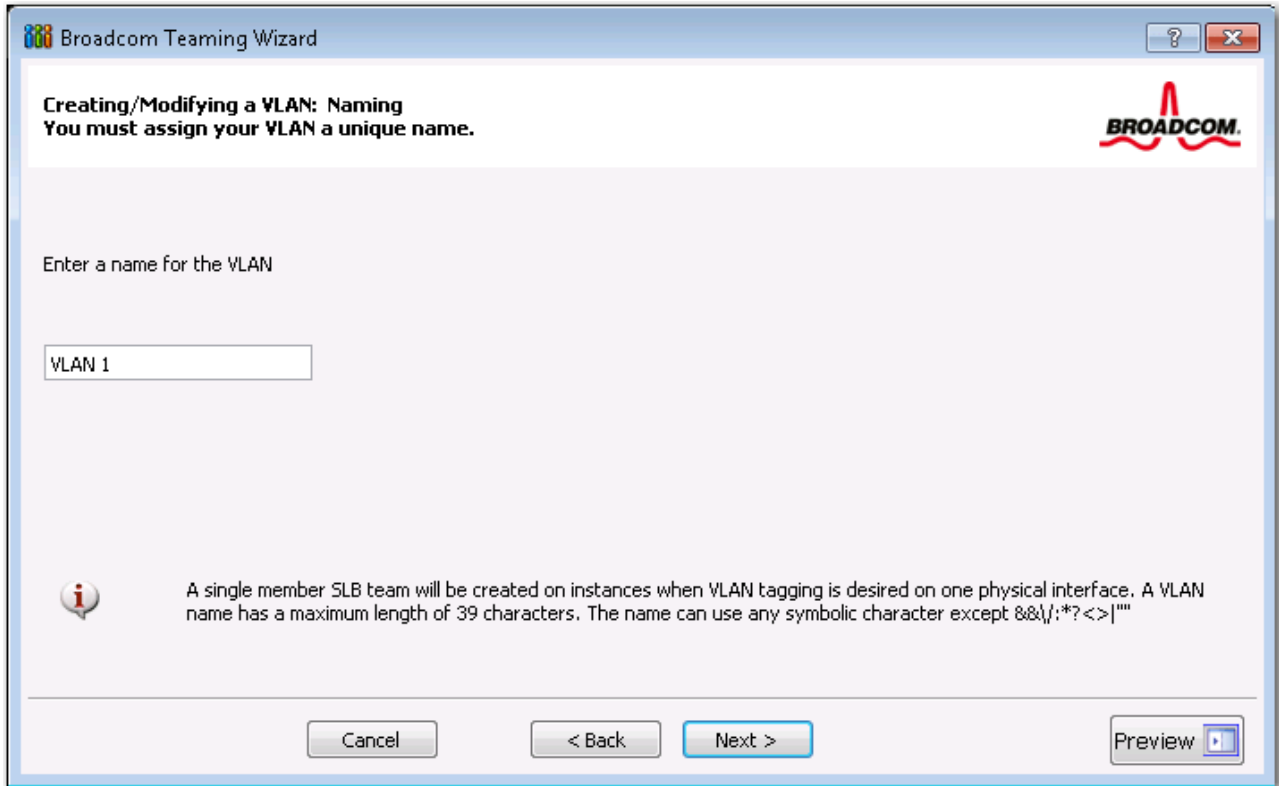 Broadcom Teaming Wizard
Creating/Modifying a VLAN: Naming
You must assign your VLAN a unique name.
BROADCOM.
Enter a name for the VLAN
VLAN 1
A single member SLB team will be created on instances when VLAN tagging is desired on one physical interface. A VLAN
name has a maximum length of 39 characters. The name can use any symbolic character except &&\/:*?<>|""
Cancel
< Back
Next >
Preview